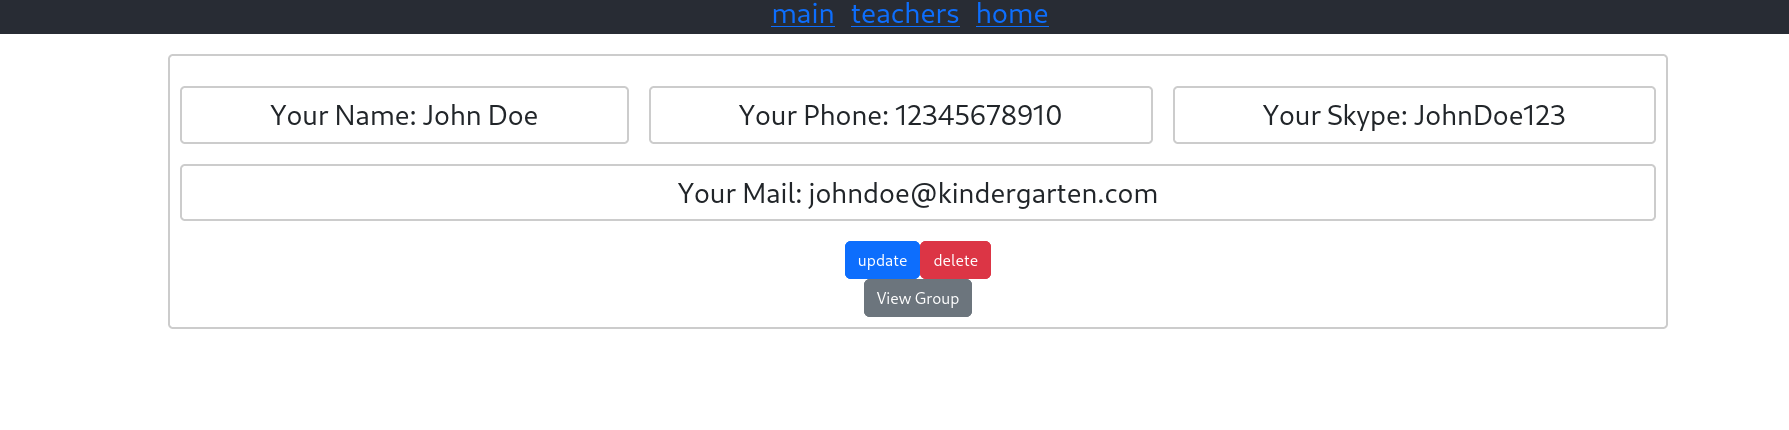 main teachers home
Your Name: John Doe Your Phone: 12345678910 Your Skype: JohnDoe123
Your Mail: johndoe@kindergarten.com
update delete
View Group